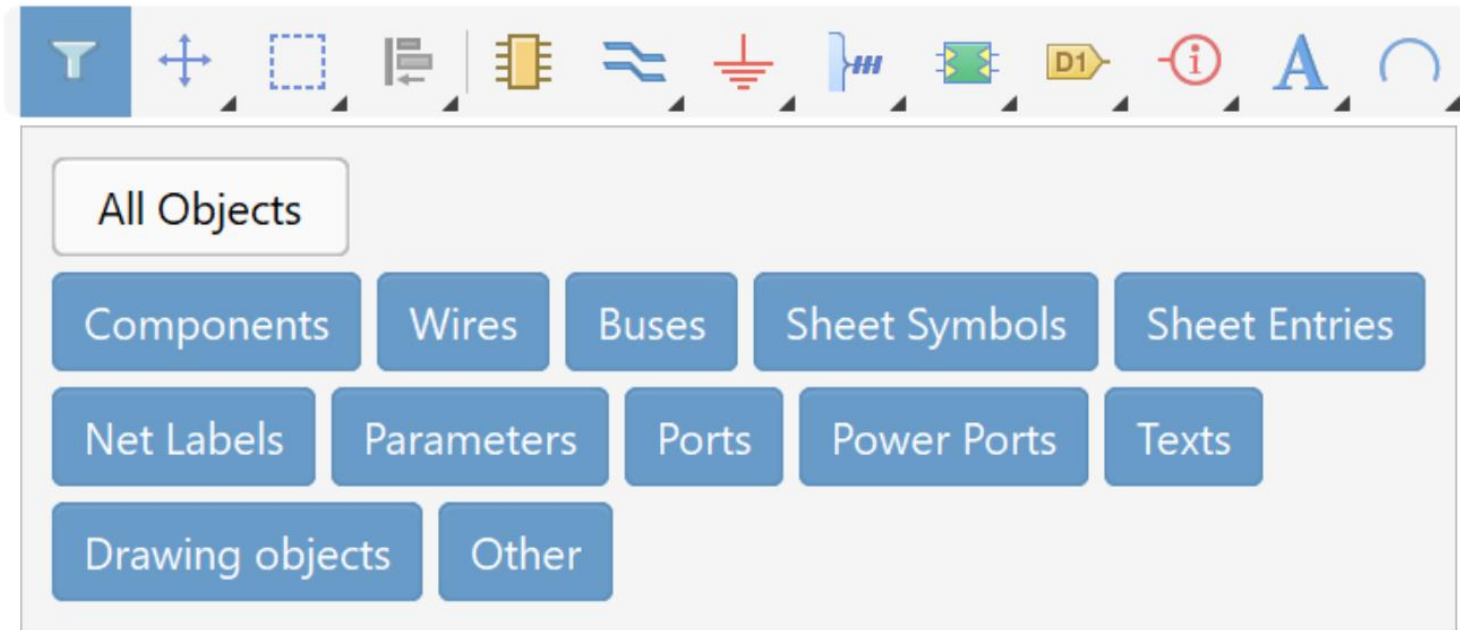 D1 i A
All Objects
Components Wires Buses Sheet Symbols Sheet Entries
Net Labels Parameters Ports Power Ports Texts
Drawing objects Other